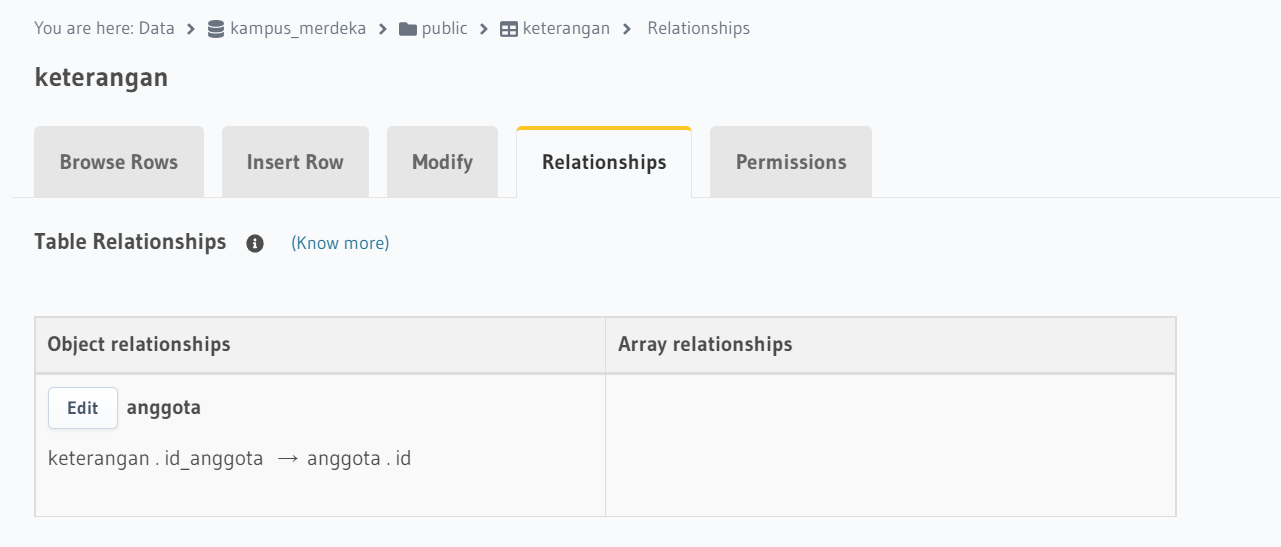 You are here: Data > kampus_merdeka > public > keterangan > Relationships
keterangan
Browse Rows Insert Row Modify Relationships Permissions
Table Relationships (Know more)
Object relationships Array relationships
Edit anggota
keterangan . id_anggota → anggota . id